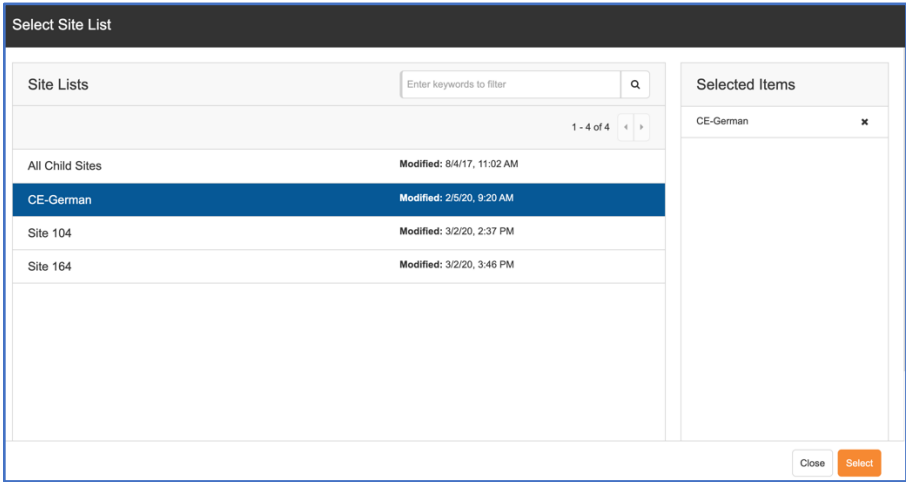 Select Site List
Site Lists
Enter keywords to filter
Selected Items
1 - 4 of 4
CE-German
All Child Sites Modified: 8/4/17, 11:02 AM
CE-German Modified: 2/5/20, 9:20 AM
Site 104 Modified: 3/2/20, 2:37 PM
Site 164 Modified: 3/2/20, 3:46 PM
Close Select